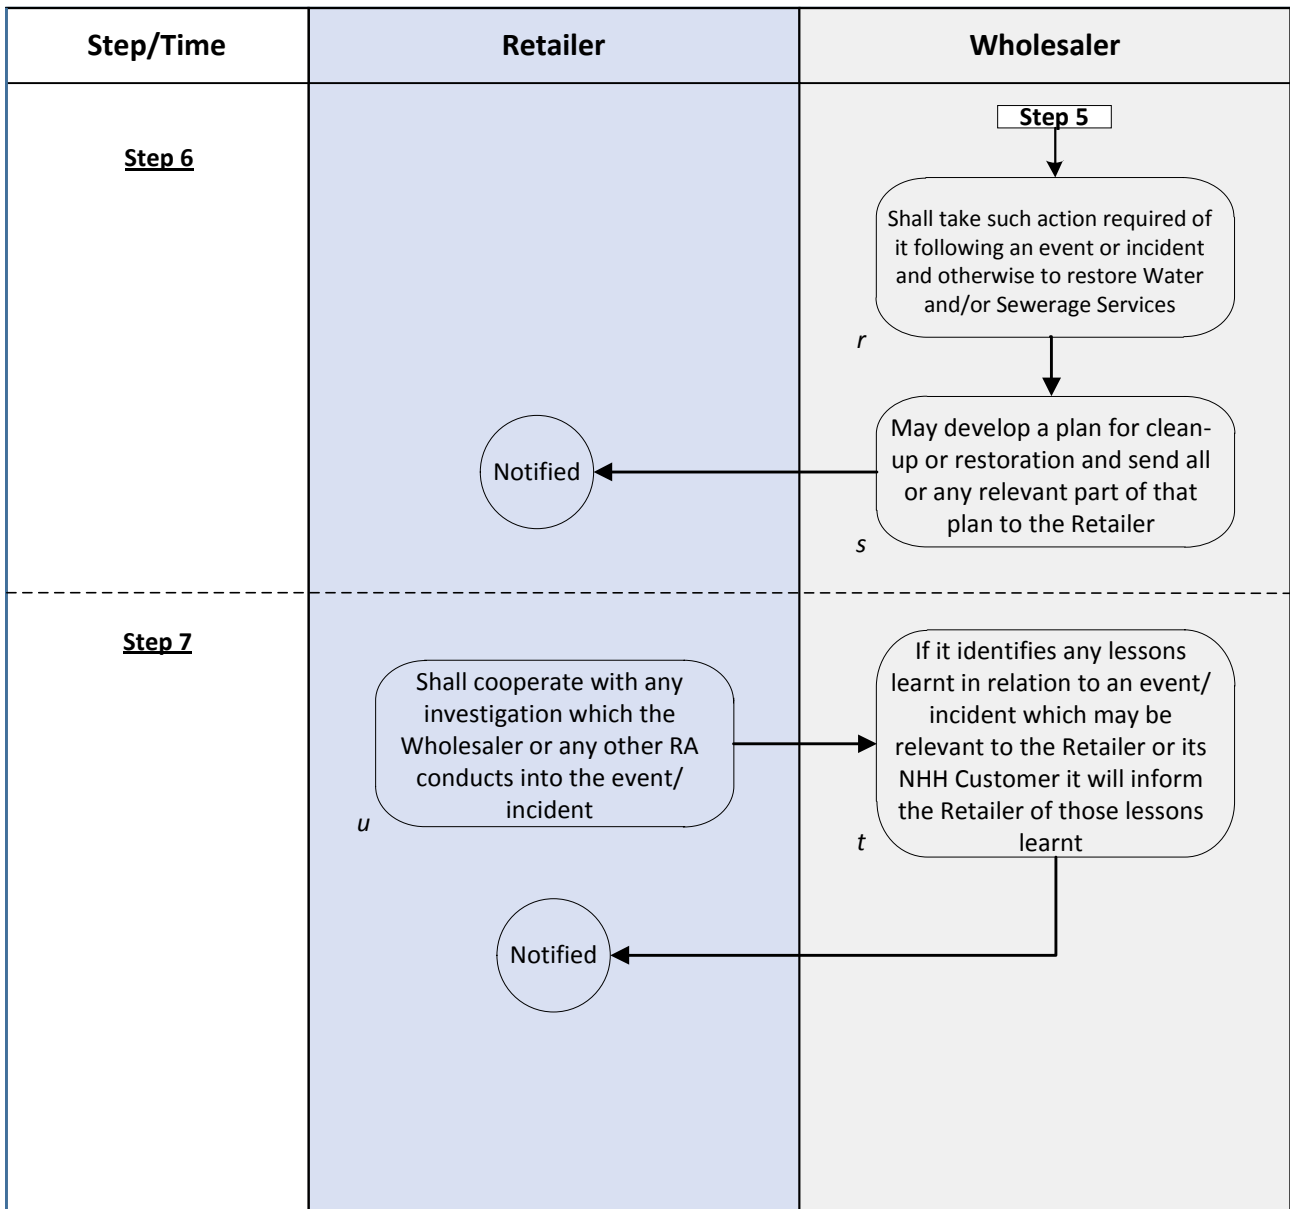 Step/Time
Retailer
Wholesaler
Step 5
Step 6
Shall take such action required of
it following an event or incident
and otherwise to restore Water
and/or Sewerage Services
r
May develop a plan for clean-
up or restoration and send all
or any relevant part of that
plan to the Retailer
Notified
s
Step 7
Shall cooperate with any
investigation which the
Wholesaler or any other RA
conducts into the event/
incident
u
If it identifies any lessons
learnt in relation to an event/
incident which may be
relevant to the Retailer or its
NHH Customer it will inform
the Retailer of those lessons
learnt
t
Notified